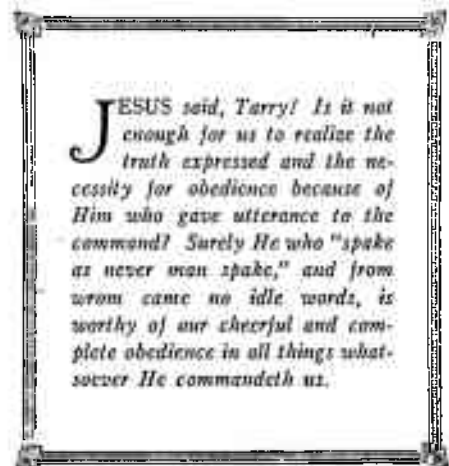 JESUS said, Tarry! Is it not
enough for us to realize the
truth expressed and the ne-
cessity for obedience because of
Him who gave utterance to the
command? Surely He who "spake
as never man spake," and from
wrom came no idle words, is
worthy of our cheerful and com-
plete obedience in all things what-
soever He commandeth us.